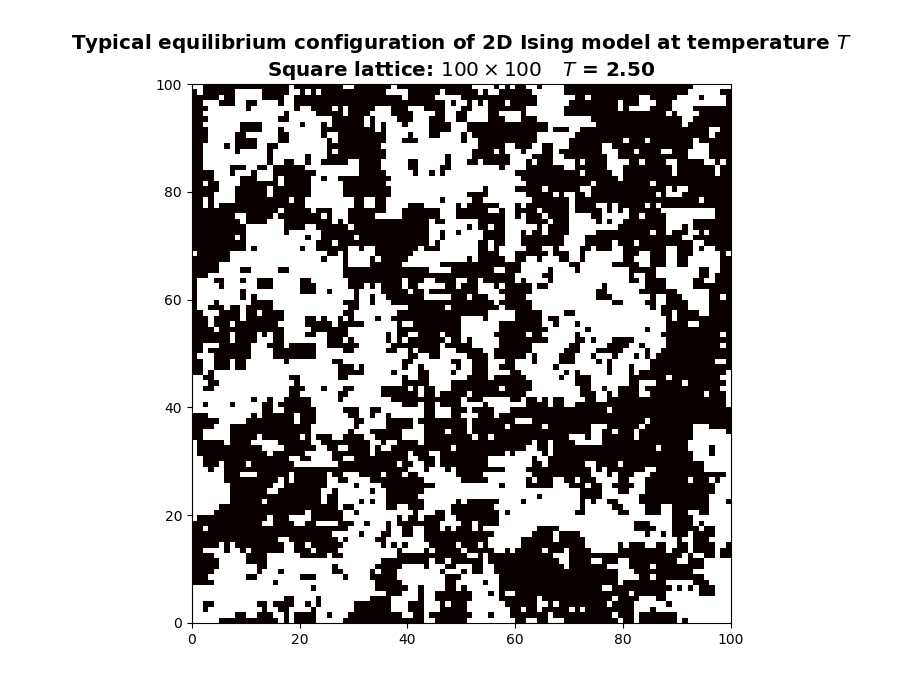 Typical equilibrium configuration of 2D Ising model at temperature T
Square lattice: 100 × 100 T = 2.50
100
80
60
40
20
0
0 20 40 60 80 100